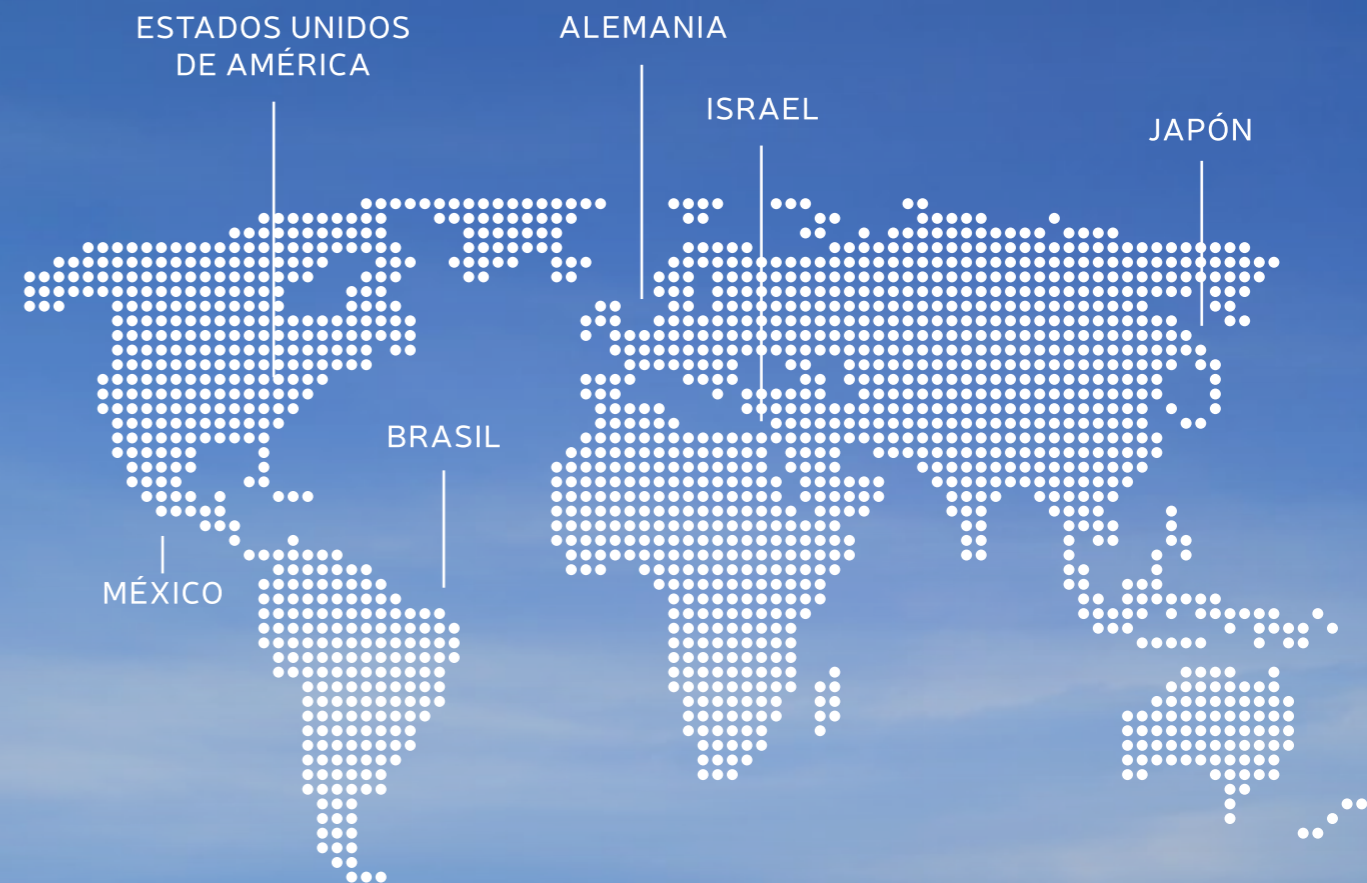 ESTADOS UNIDOS
DE AMÉRICA
ALEMANIA
ISRAEL
JAPÓN
BRASIL
MÉXICO